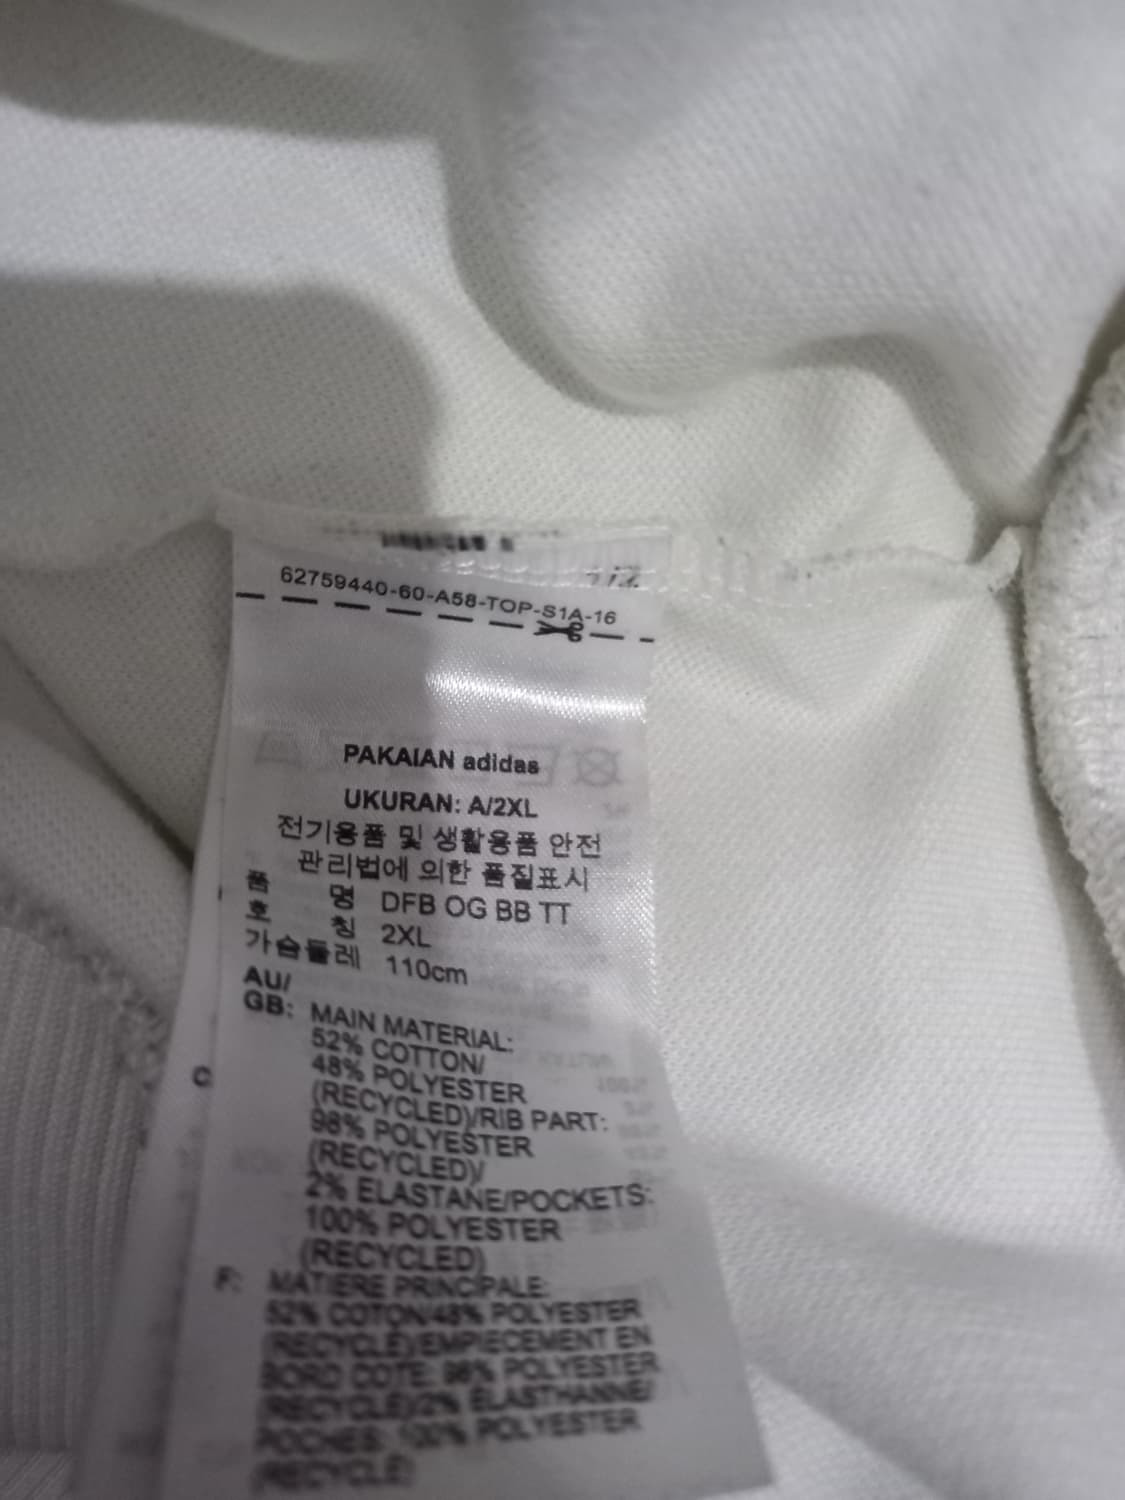 62759440-60-A58-TOP-S1A-16
PAKAIAN adidas
UKURAN: A/2XL
전기용품 및 생활용품 안전
관리법에 의한 품질표시
품 명 DFB OG BB TT
호 칭 2XL
가슴둘레 110cm
AU/
GB: MAIN MATERIAL:
52% COTTON/
48% POLYESTER
(RECYCLED)/RIB PART:
98% POLYESTER
(RECYCLED)/
2% ELASTANE/POCKETS:
100% POLYESTER
(RECYCLED)
F: MATIERE PRINCIPALE:
52% COTON/48% POLYESTER
(RECYCLE)/EMPIECEMENT EN
BORD COTE: 98% POLYESTER
(RECYCLE)/2% ELASTHANNE/
POCHES: 100% POLYESTER
(RECYCLE)